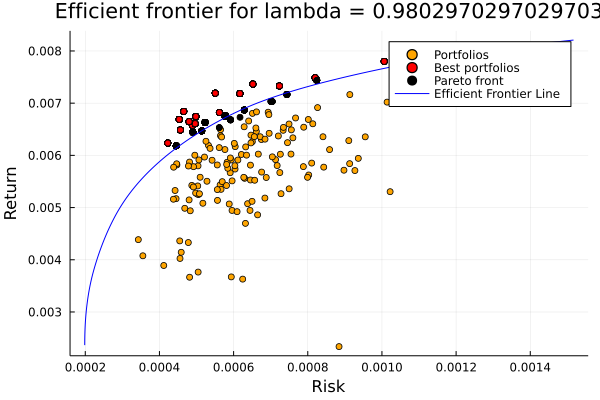 Efficient frontier for lambda = 0.9802970297029703
Return
0.008
0.007
0.006
0.005
0.004
0.003
Portfolios
Best portfolios
Pareto front
Efficient Frontier Line
0.0002 0.0004 0.0006 0.0008 0.0010 0.0012 0.0014
Risk